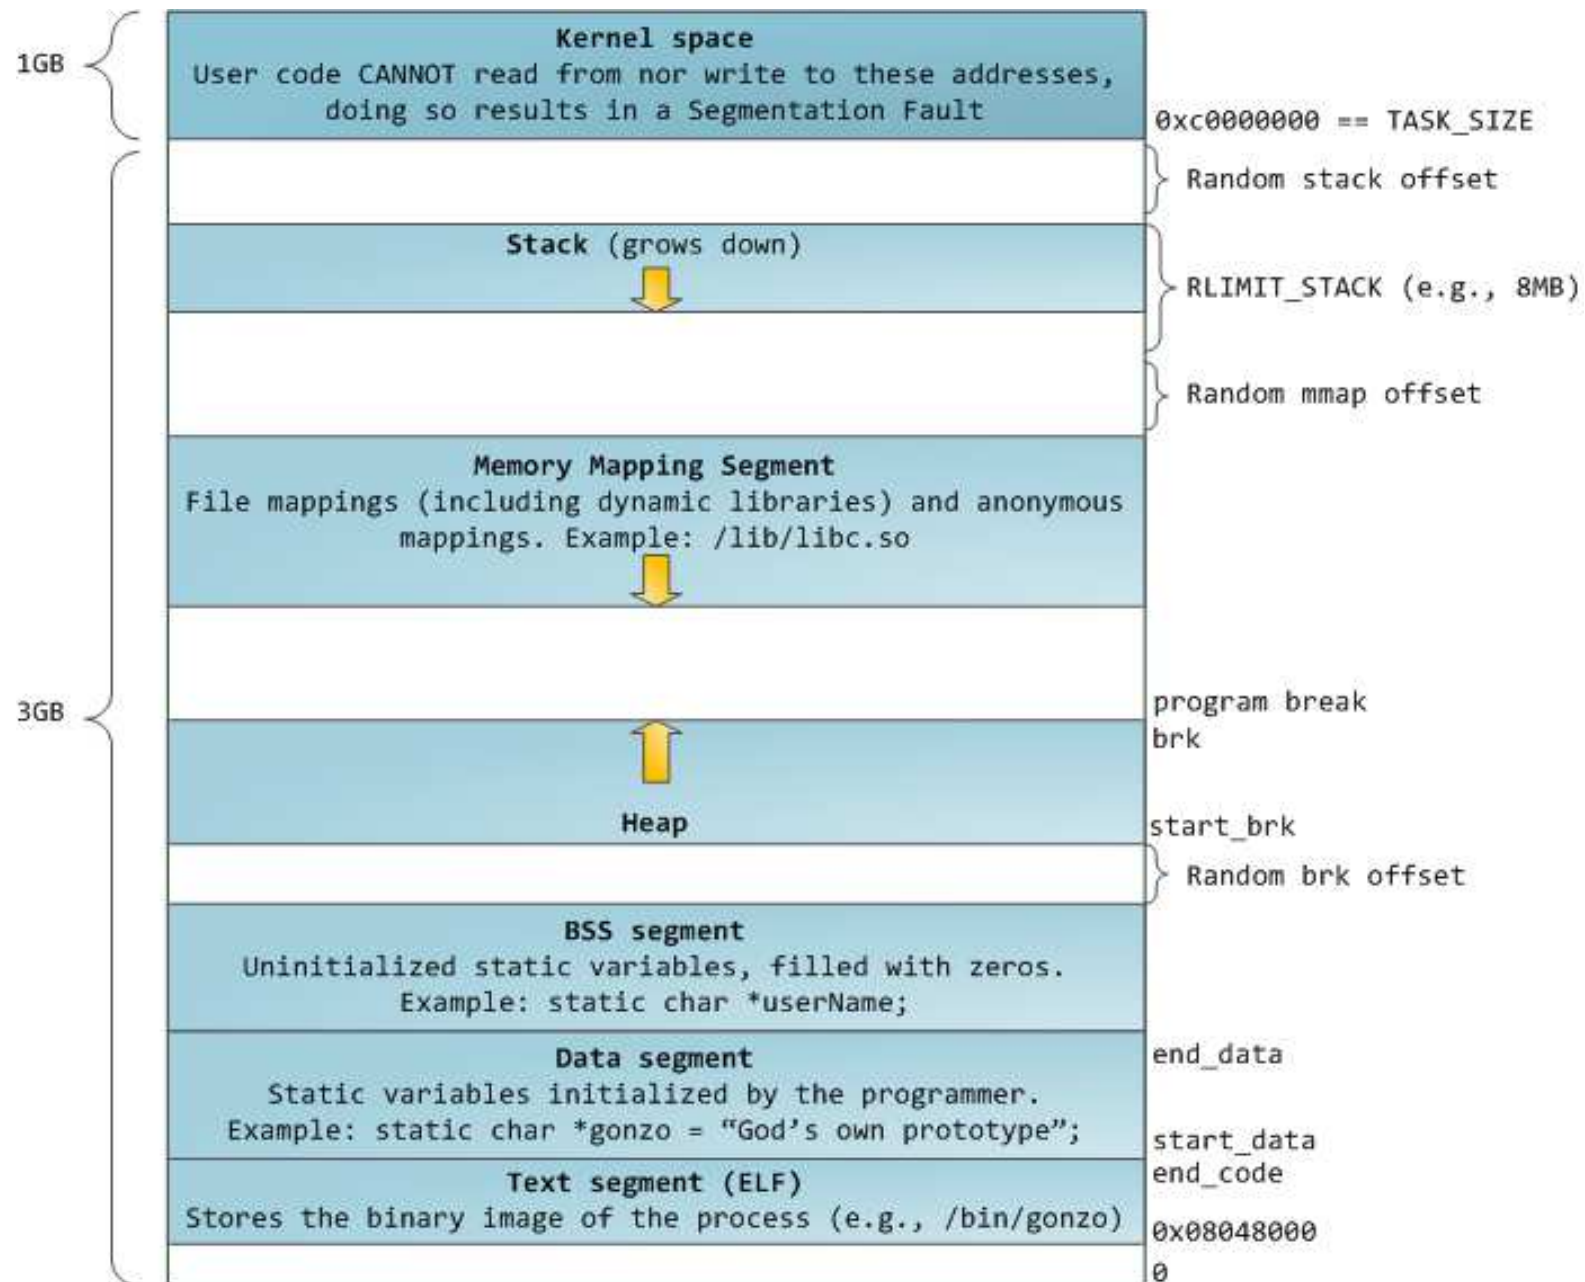 Kernel space
1GB
User code CANNOT read from nor write to these addresses,
doing so results in a Segmentation Fault
0xc0000000 == TASK_SIZE
Random stack offset
Stack (grows down)
RLIMIT_STACK (e.g., 8MB)
Random mmap offset
Memory Mapping Segment
File mappings (including dynamic libraries) and anonymous
mappings. Example: /lib/libc.so
3GB
program break
brk
Heap
start_brk
Random brk offset
BSS segment
Uninitialized static variables, filled with zeros.
Example: static char *userName;
Data segment
end_data
Static variables initialized by the programmer.
Example: static char *gonzo = “God’s own prototype”;
start_data
end_code
Text segment (ELF)
Stores the binary image of the process (e.g., /bin/gonzo)
0x08048000
0